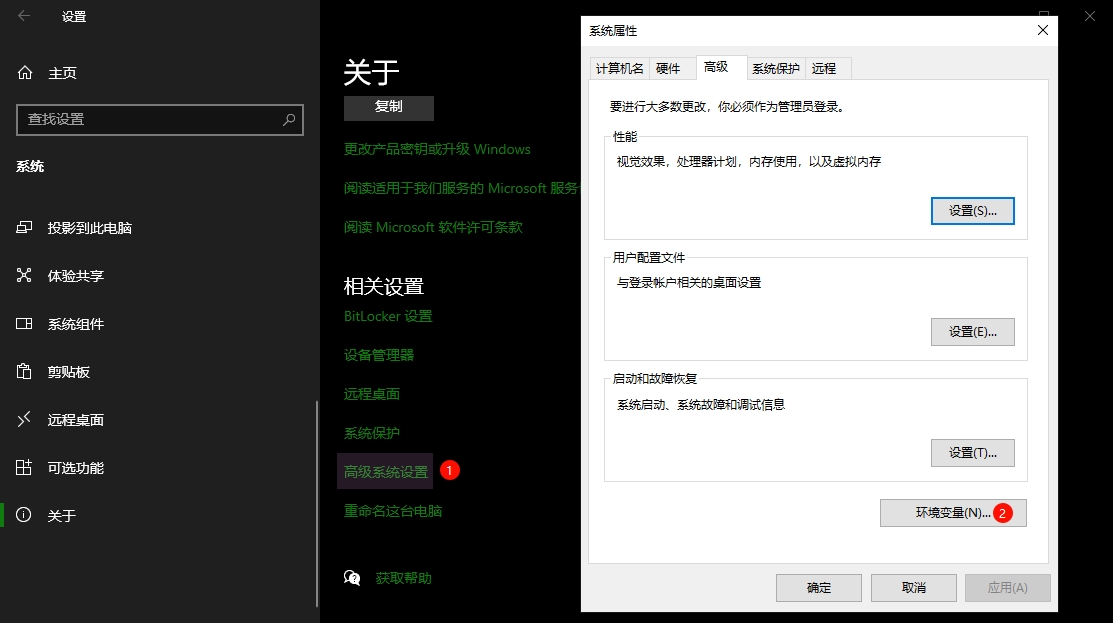 设置
主页
查找设置
系统
投影到此电脑
体验共享
系统组件
剪贴板
远程桌面
可选功能
关于
关于
复制
更改产品密钥或升级 Windows
阅读适用于我们服务的 Microsoft 服务
阅读 Microsoft 软件许可条款
相关设置
BitLocker 设置
设备管理器
远程桌面
系统保护
高级系统设置 1
重命名这台电脑
获取帮助
系统属性
计算机名 硬件 高级 系统保护 远程
要进行大多数更改，你必须作为管理员登录。
性能
视觉效果，处理器计划，内存使用，以及虚拟内存
设置(S)...
用户配置文件
与登录帐户相关的桌面设置
设置(E)...
启动和故障恢复
系统启动、系统故障和调试信息
设置(T)...
环境变量(N)... 2
确定 取消 应用(A)